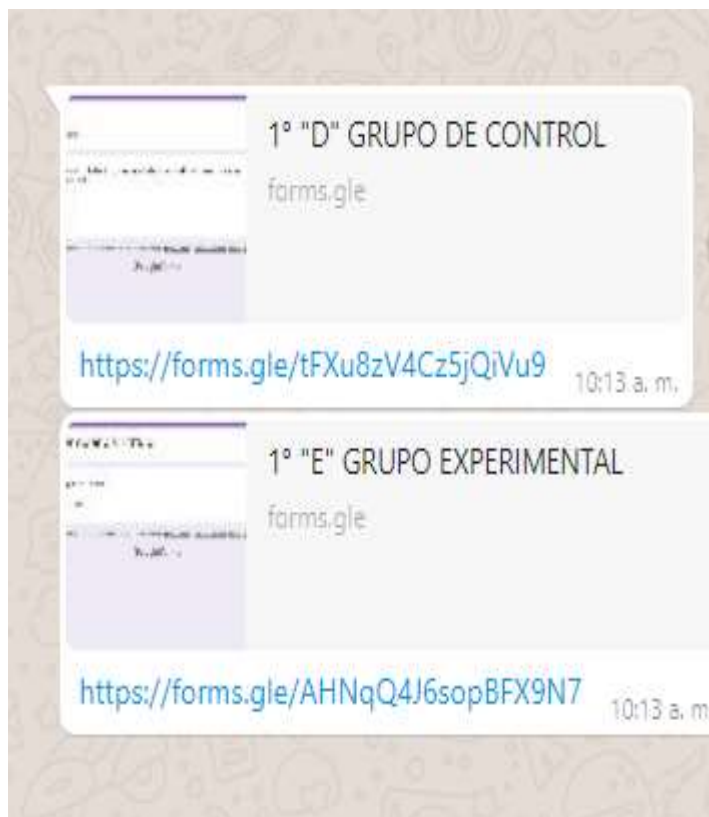 1° "D" GRUPO DE CONTROL
forms.gle
https://forms.gle/tFXu8zV4Cz5jQiVu9
10:13 a. m.
1° "E" GRUPO EXPERIMENTAL
forms.gle
https://forms.gle/AHNqQ4J6sopBFX9N7
10:13 a. m